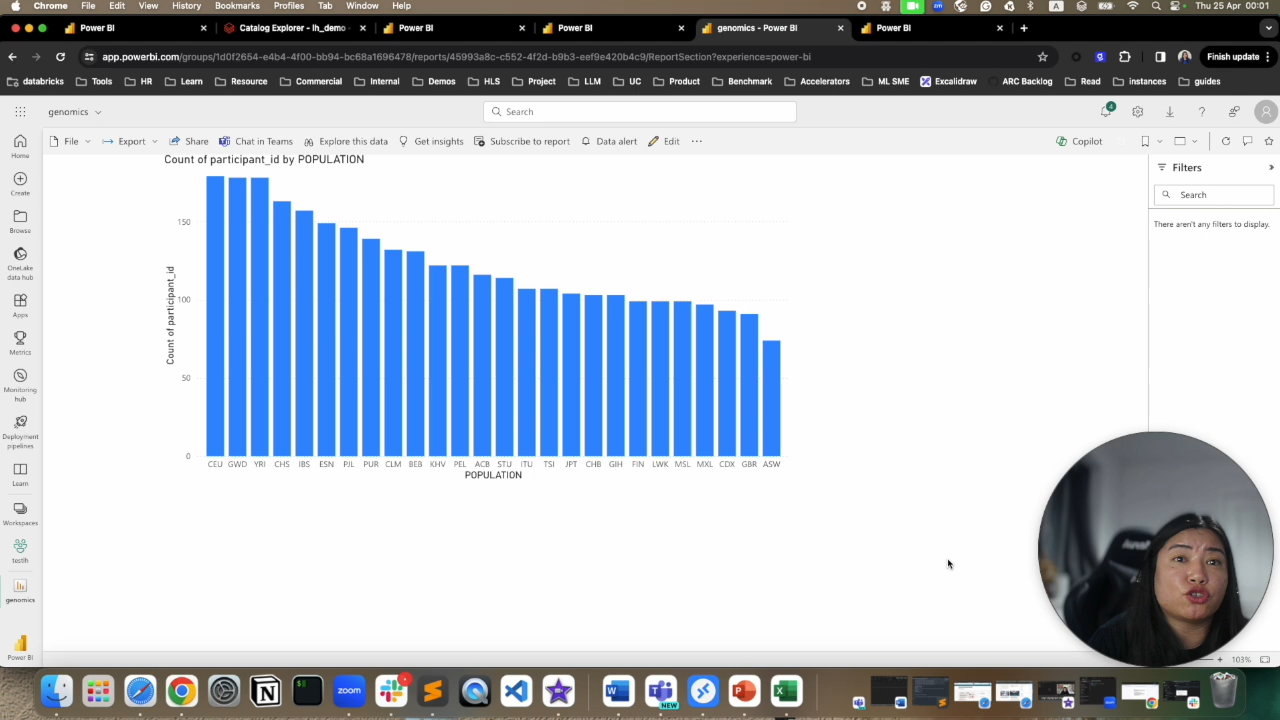 Chrome File Edit View History Bookmarks Profiles Tab Window Help
Thu 25 Apr 00:01
Power BI
Catalog Explorer - lh_demo
Power BI
Power BI
genomics - Power BI
Power BI
app.powerbi.com/groups/1d0f2654-e4b4-4f00-bb94-bc68a1696478/reports/45993a8c-c552-4f2d-b9b3-eef9e420b4c9/ReportSection?experience=power-bi
Finish update
databricks Tools HR Learn Resource Commercial Internal Demos HLS Project LLM UC Product Benchmark Accelerators ML SME Excalidraw ARC Backlog Read instances guides
genomics
Search
4
File Export Share Chat in Teams Explore this data Get insights Subscribe to report Data alert Edit
Copilot
Home
Create
Browse
OneLake
data hub
Apps
Metrics
Monitoring
hub
Deployment
pipelines
Learn
Workspaces
testlh
genomics
Power BI
Count of participant_id by POPULATION
Count of participant_id
150
100
50
0
CEU GWD YRI CHS IBS ESN PJL PUR CLM BEB KHV PEL ACB STU ITU TSI JPT CHB GIH FIN LWK MSL MXL CDX GBR ASW
POPULATION
Filters
Search
There aren't any filters to display.
103%
zoom
NEW